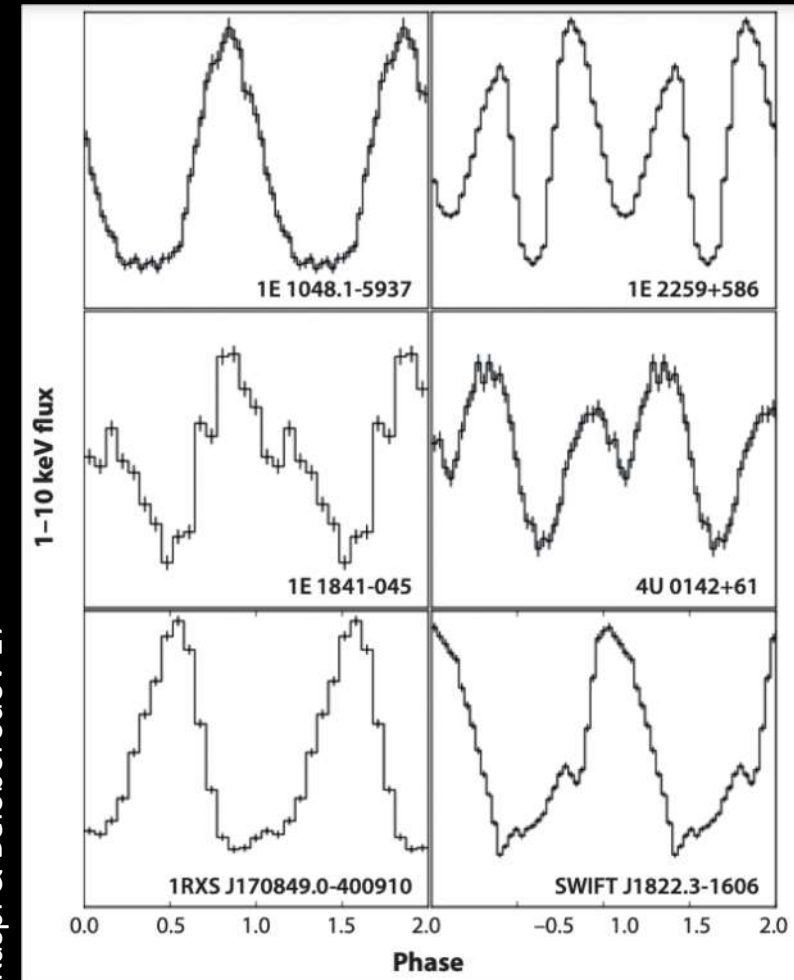 1E 1048.1-5937
1E 2259+586
1E 1841-045
4U 0142+61
1RXS J170849.0-400910
SWIFT J1822.3-1606
1–10 keV flux
0.0 0.5 1.0 1.5 2.0 −0.5 1.0 1.5 2.0
Phase